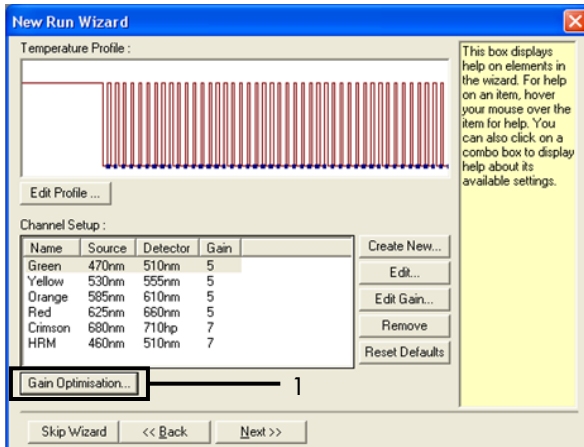 New Run Wizard
Temperature Profile :
This box displays
help on elements in
the wizard. For help
on an item, hover
your mouse over the
item for help. You
can also click on a
combo box to display
help about its
available settings.
Edit Profile ...
Channel Setup :
Name Source Detector Gain
Green 470nm 510nm 5
Yellow 530nm 555nm 5
Orange 585nm 610nm 5
Red 625nm 660nm 5
Crimson 680nm 710hp 7
HRM 460nm 510nm 7
Create New...
Edit...
Edit Gain...
Remove
Reset Defaults
Gain Optimisation...
1
Skip Wizard << Back Next >>